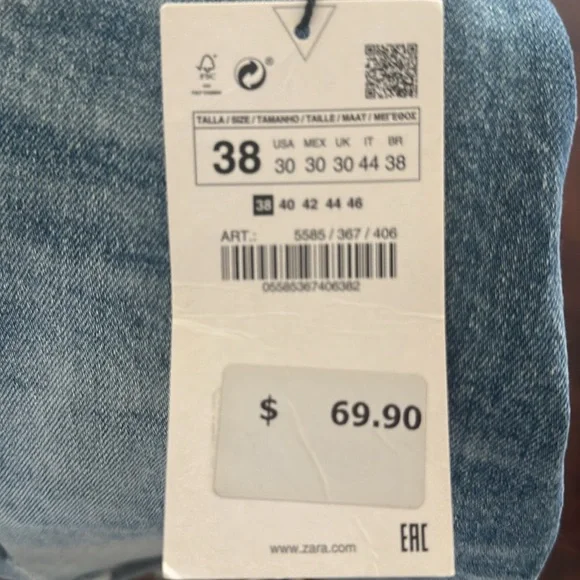 FSC
®
TALLA / SIZE / TAMANHO / TAILLE / MAAT / ΜΕΓΕΘΟΣ
38
USA MEX UK IT BR
30 30 30 44 38
38 40 42 44 46
ART.: 5585 / 367 / 406
05585367406382
$ 69.90
www.zara.com
EAC